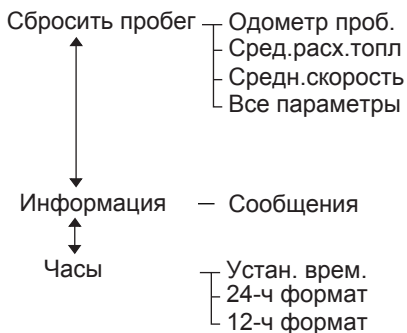 Сбросить пробег
Одометр проб.
Сред.расх.топл
Средн.скорость
Все параметры
Информация
Сообщения
Часы
Устан. врем.
24-ч формат
12-ч формат